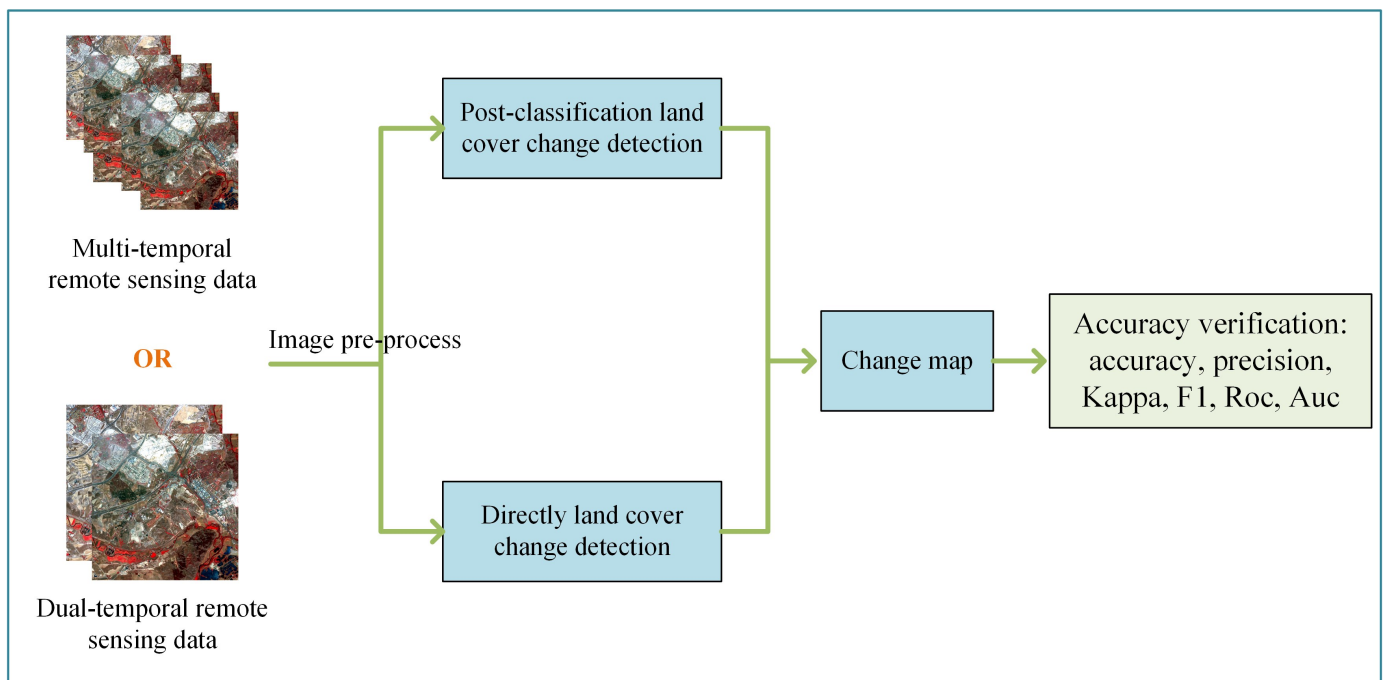 Multi-temporal
remote sensing data
OR
Dual-temporal remote
sensing data
Image pre-process
Post-classification land
cover change detection
Directly land cover
change detection
Change map
Accuracy verification:
accuracy, precision,
Kappa, F1, Roc, Auc